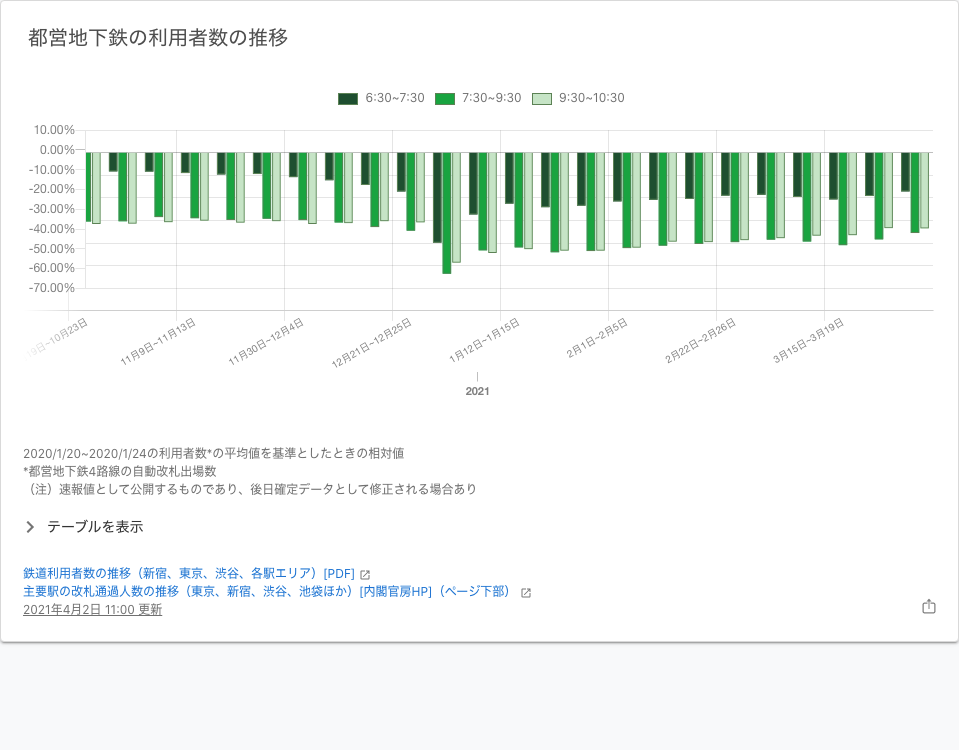 都営地下鉄の利用者数の推移
6:30~7:30 7:30~9:30 9:30~10:30
10.00%
0.00%
-10.00%
-20.00%
-30.00%
-40.00%
-50.00%
-60.00%
-70.00%
9日~10月23日
11月9日~11月13日
11月30日~12月4日
12月21日~12月25日
1月12日~1月15日
2月1日~2月5日
2月22日~2月26日
3月15日~3月19日
2021
2020/1/20~2020/1/24の利用者数*の平均値を基準としたときの相対値
*都営地下鉄4路線の自動改札出場数
（注）速報値として公開するものであり、後日確定データとして修正される場合あり
テーブルを表示
鉄道利用者数の推移（新宿、東京、渋谷、各駅エリア）[PDF]
主要駅の改札通過人数の推移（東京、新宿、渋谷、池袋ほか）[内閣官房HP]（ページ下部）
2021年4月2日 11:00 更新